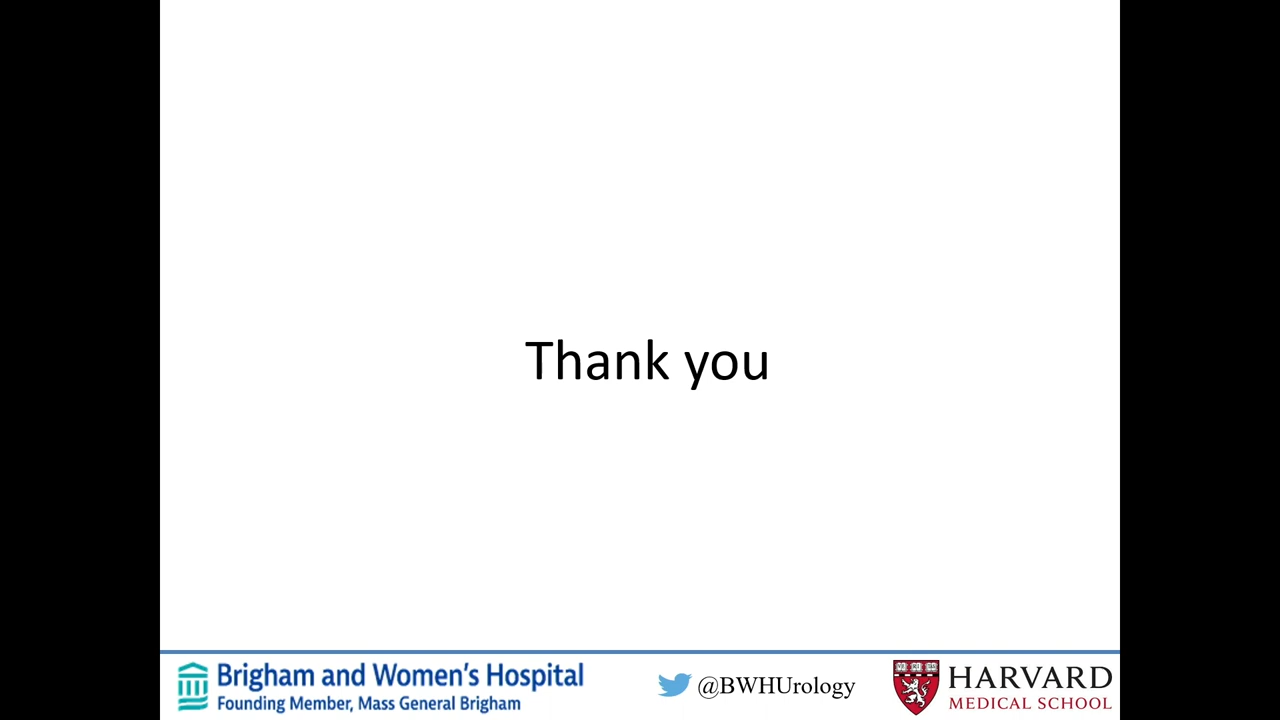 Thank you
Brigham and Women's Hospital
Founding Member, Mass General Brigham
@BWHUrology
HARVARD
MEDICAL SCHOOL